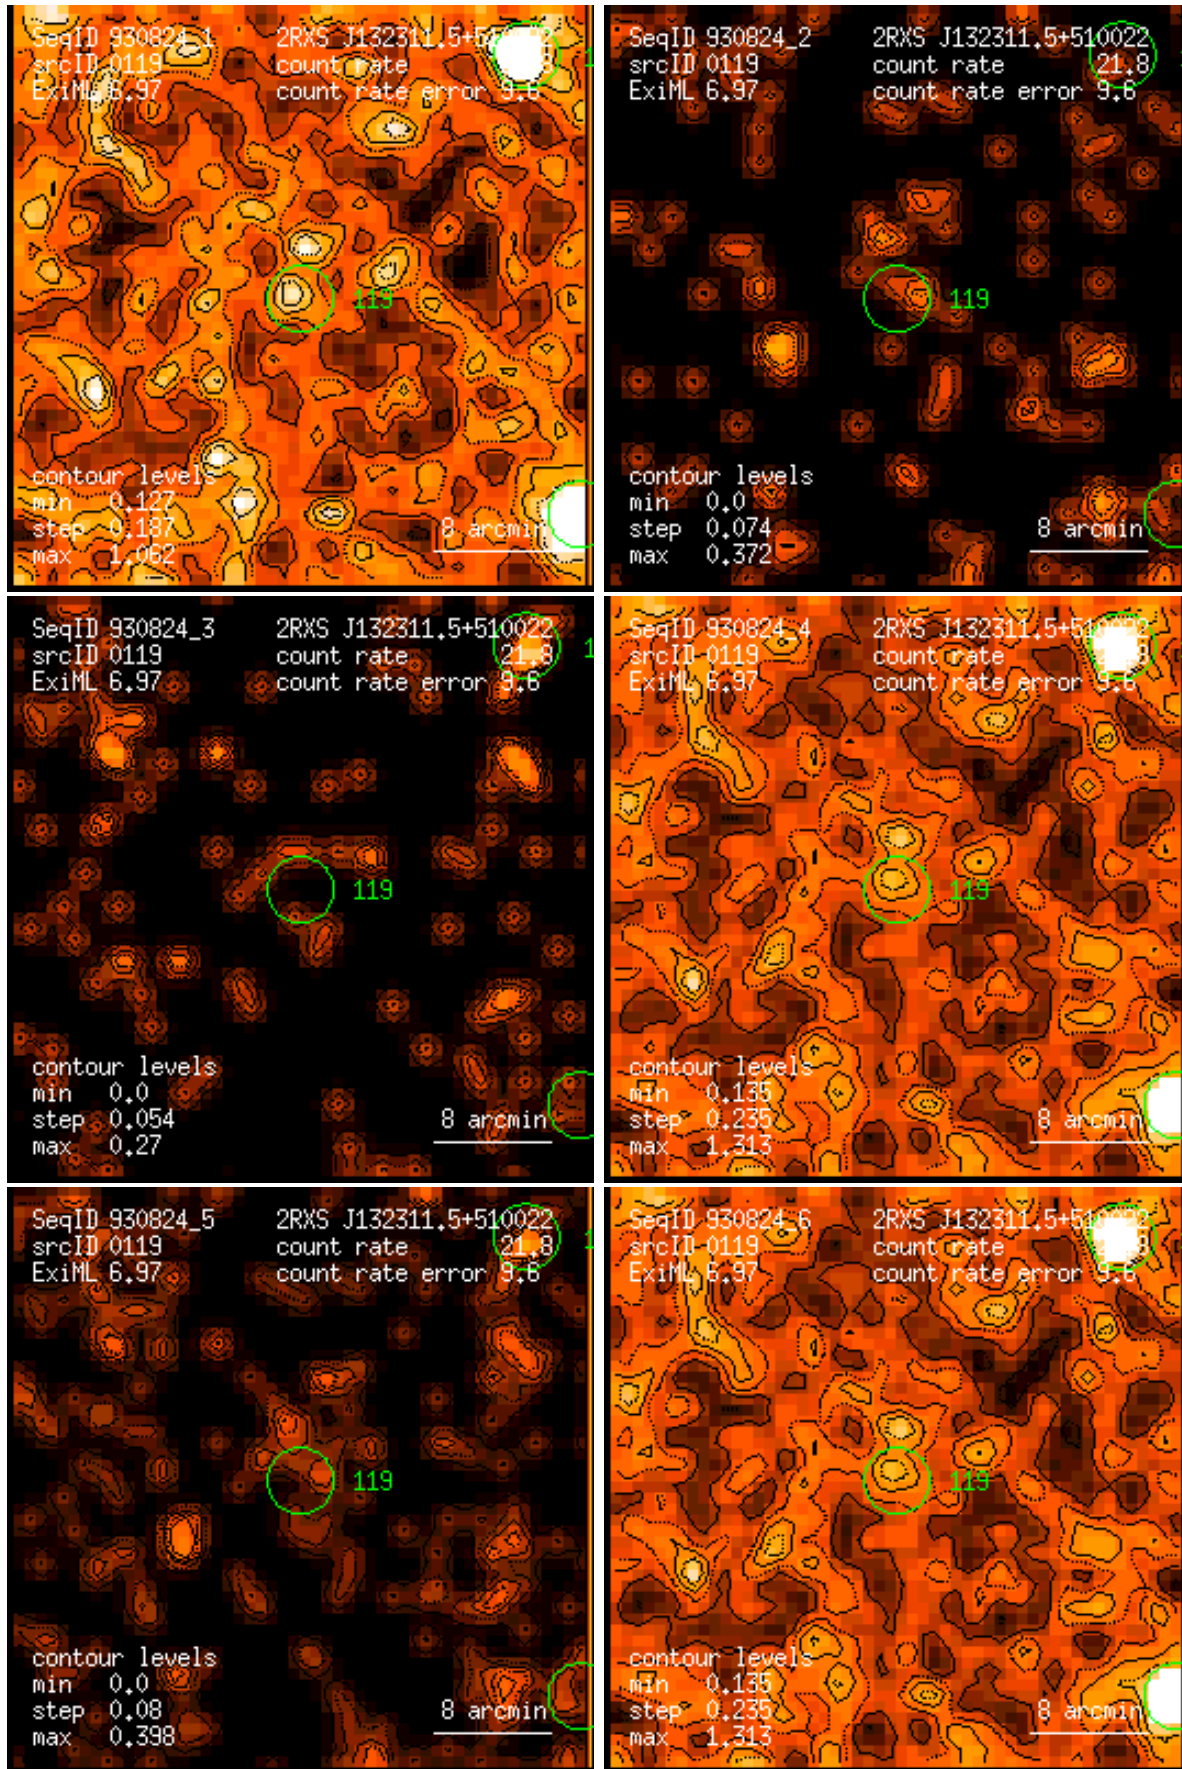 SeqID 930824_1 2RXS J132311.5+510022
srcID 0119 count rate
ExiML 6.97 count rate error 9.6
119
contour levels
min 0.127
step 0.187
max 1.062
8 arcmin
SeqID 930824_2 2RXS J132311.5+510022
srcID 0119 count rate 21.8
ExiML 6.97 count rate error 9.6
119
contour levels
min 0.0
step 0.074
max 0.372
8 arcmin
SeqID 930824_3 2RXS J132311.5+510022
srcID 0119 count rate 21.8
ExiML 6.97 count rate error 9.6
119
contour levels
min 0.0
step 0.054
max 0.27
8 arcmin
SeqID 930824_4 2RXS J132311.5+510022
srcID 0119 count rate
ExiML 6.97 count rate error 9.6
119
contour levels
min 0.135
step 0.235
max 1.313
8 arcmin
SeqID 930824_5 2RXS J132311.5+510022
srcID 0119 count rate 21.8
ExiML 6.97 count rate error 9.6
119
contour levels
min 0.0
step 0.08
max 0.398
8 arcmin
SeqID 930824_6 2RXS J132311.5+510022
srcID 0119 count rate
ExiML 6.97 count rate error 9.6
119
contour levels
min 0.135
step 0.235
max 1.313
8 arcmin